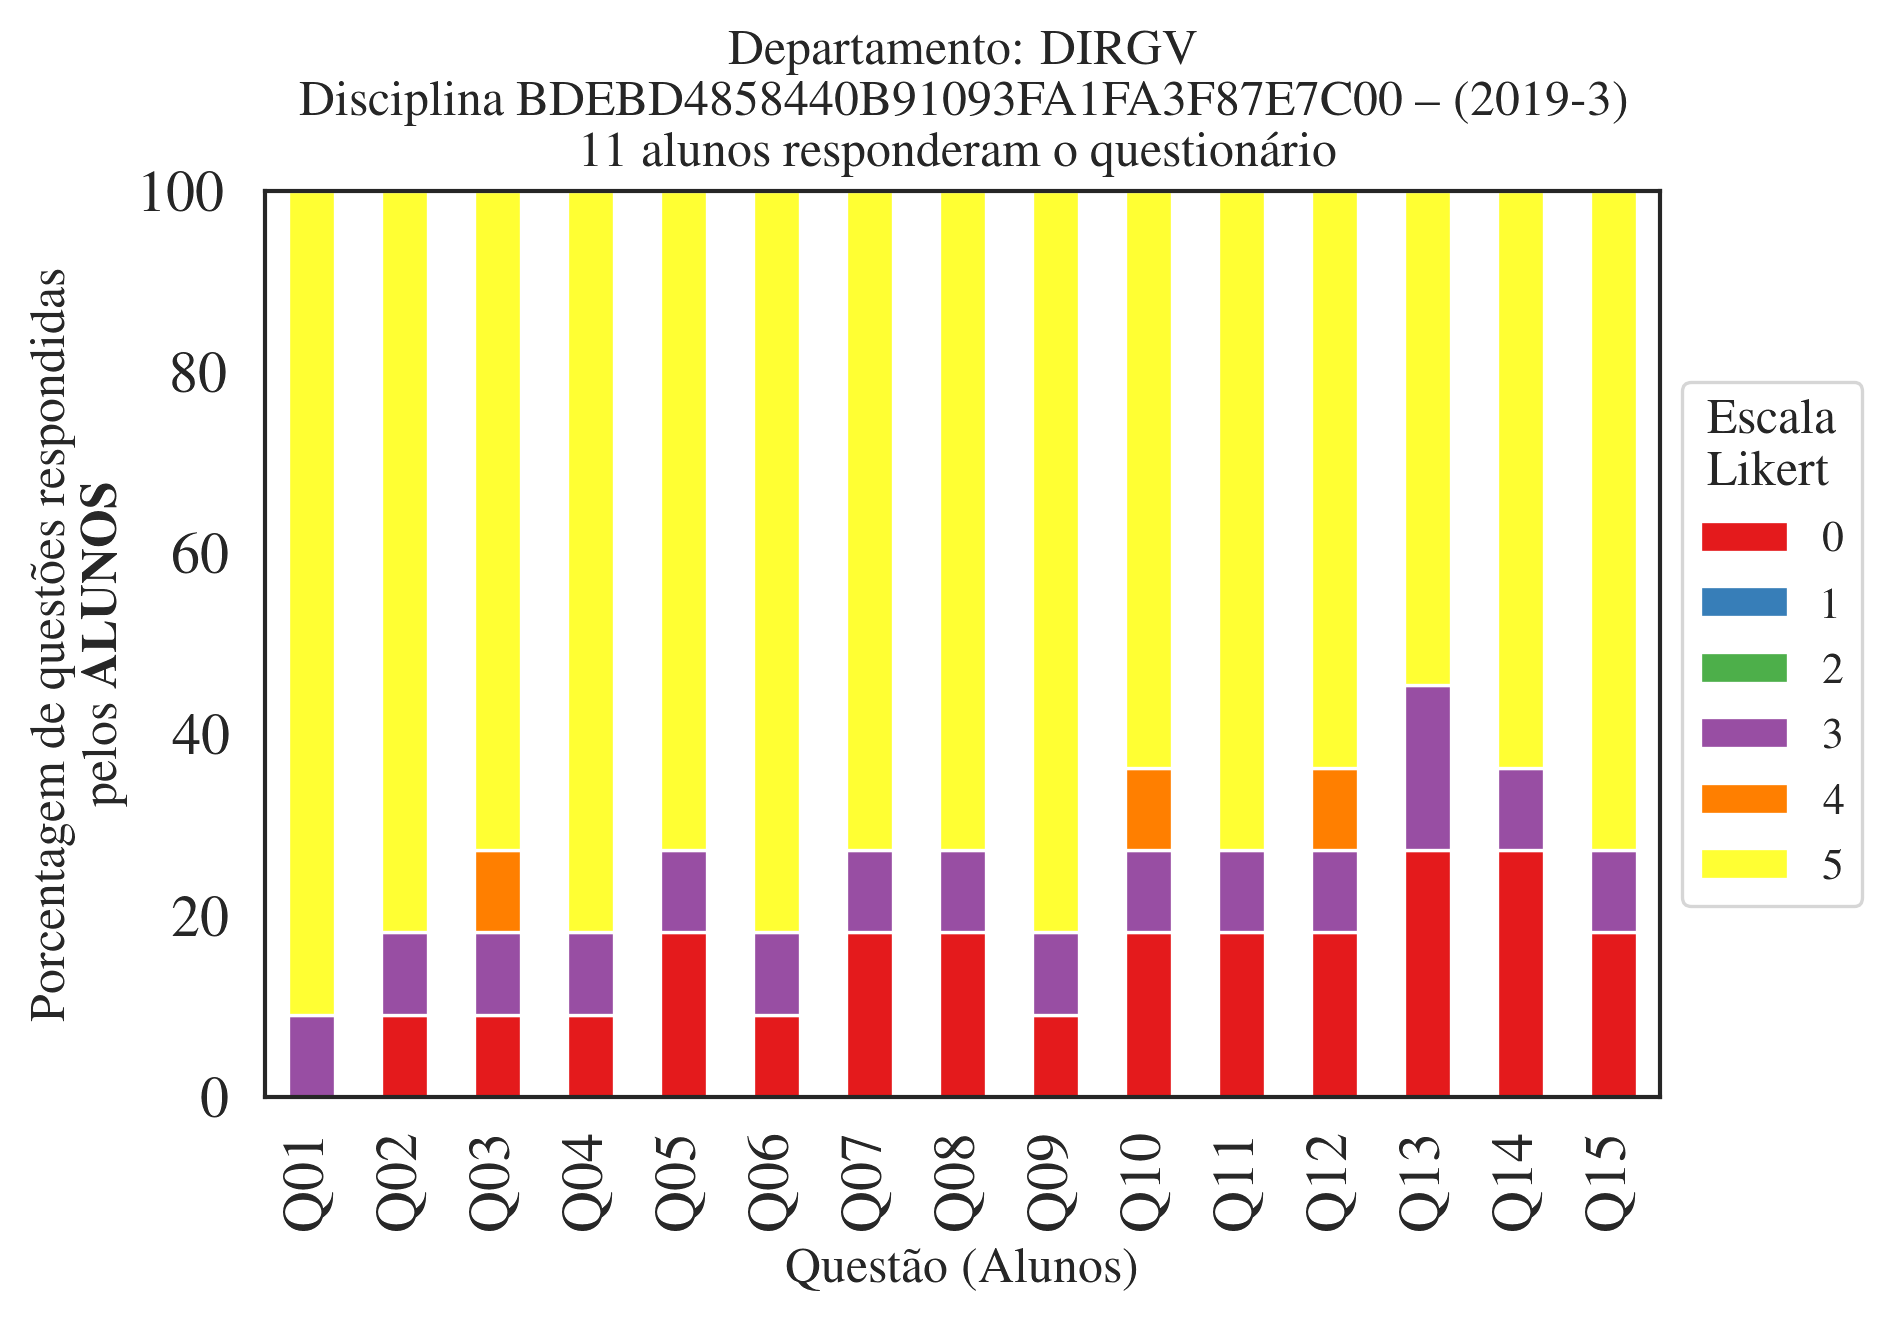 Departamento: DIRGV
Disciplina BDEBD4858440B91093FA1FA3F87E7C00 – (2019-3)
11 alunos responderam o questionário
Porcentagem de questões respondidas
pelos ALUNOS
100
80
60
40
20
0
Q01
Q02
Q03
Q04
Q05
Q06
Q07
Q08
Q09
Q10
Q11
Q12
Q13
Q14
Q15
Questão (Alunos)
Escala
Likert
0
1
2
3
4
5